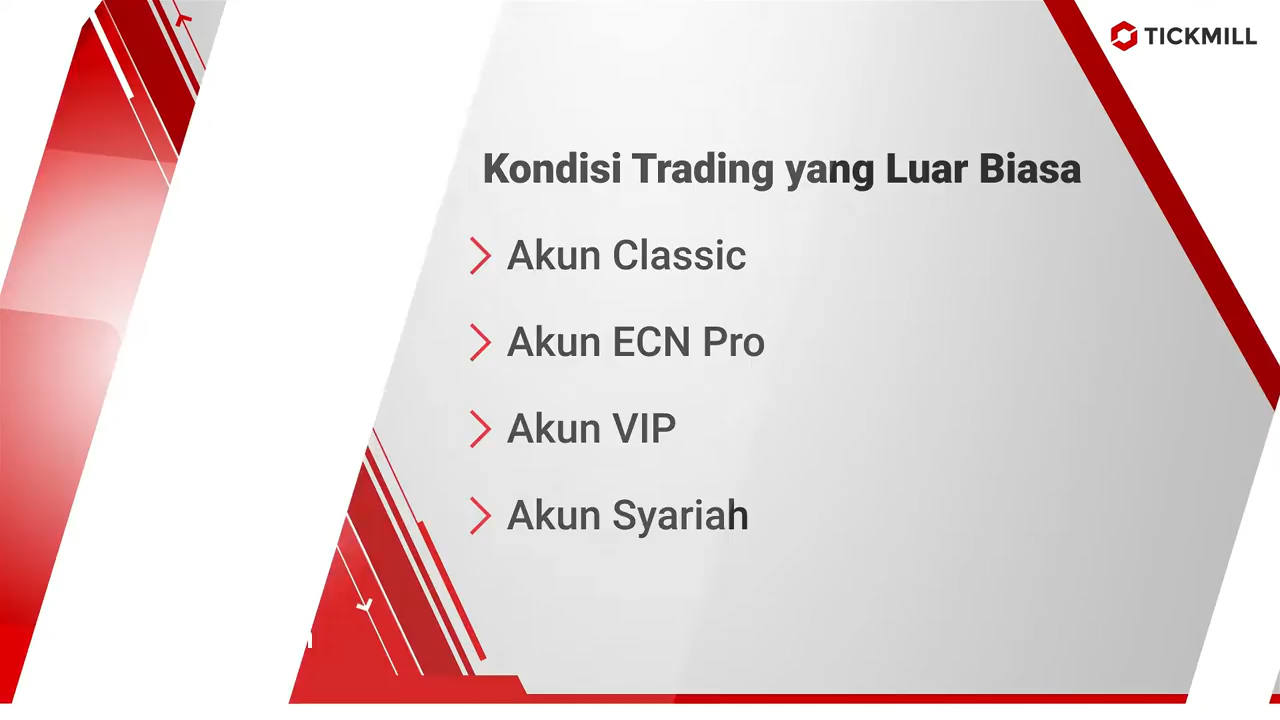 TICKMILL
Kondisi Trading yang Luar Biasa
Akun Classic
Akun ECN Pro
Akun VIP
Akun Syariah